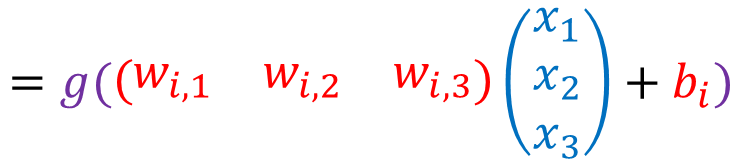 = g((w_{i,1} w_{i,2} w_{i,3}) (x_1 x_2 x_3) + b_i)